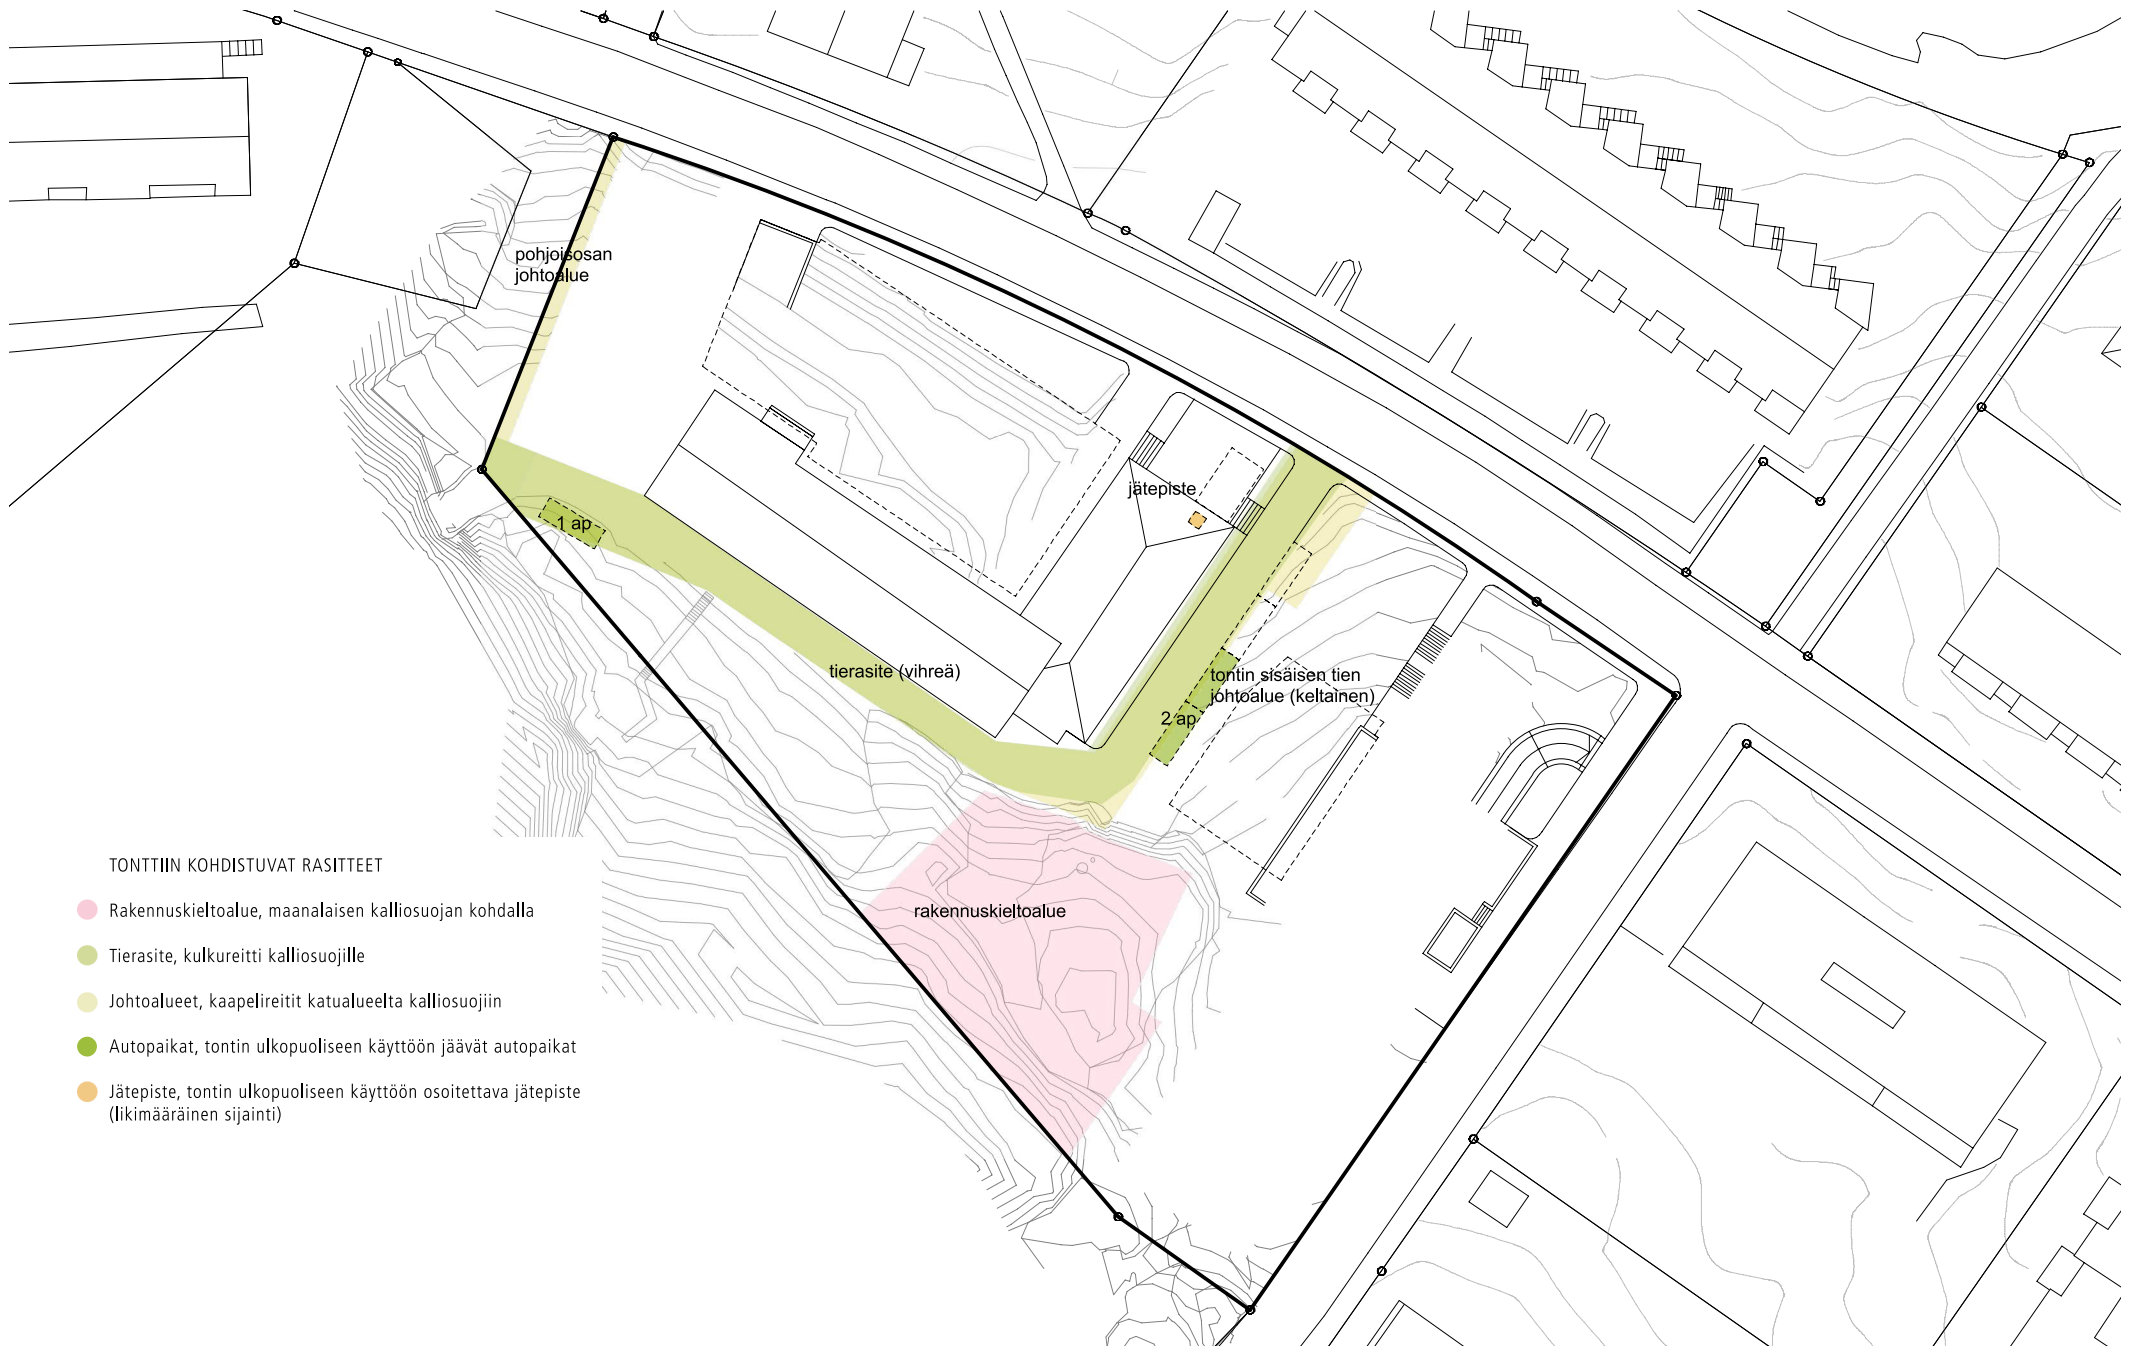 pohjoisosan
johtoalue
jätepiste
1 ap
tierasite (vihreä)
tontin sisäisen tien
johtoalue (keltainen)
2 ap
rakennuskieltoalue
TONTTIIN KOHDISTUVAT RASITTEET
Rakennuskieltoalue, maanalaisen kalliosuojan kohdalla
Tierasite, kulkureitti kalliosuojille
Johtoalueet, kaapelireitit katualueelta kalliosuojiin
Autopaikat, tontin ulkopuoliseen käyttöön jäävät autopaikat
Jätepiste, tontin ulkopuoliseen käyttöön osoitettava jätepiste
(likimääräinen sijainti)